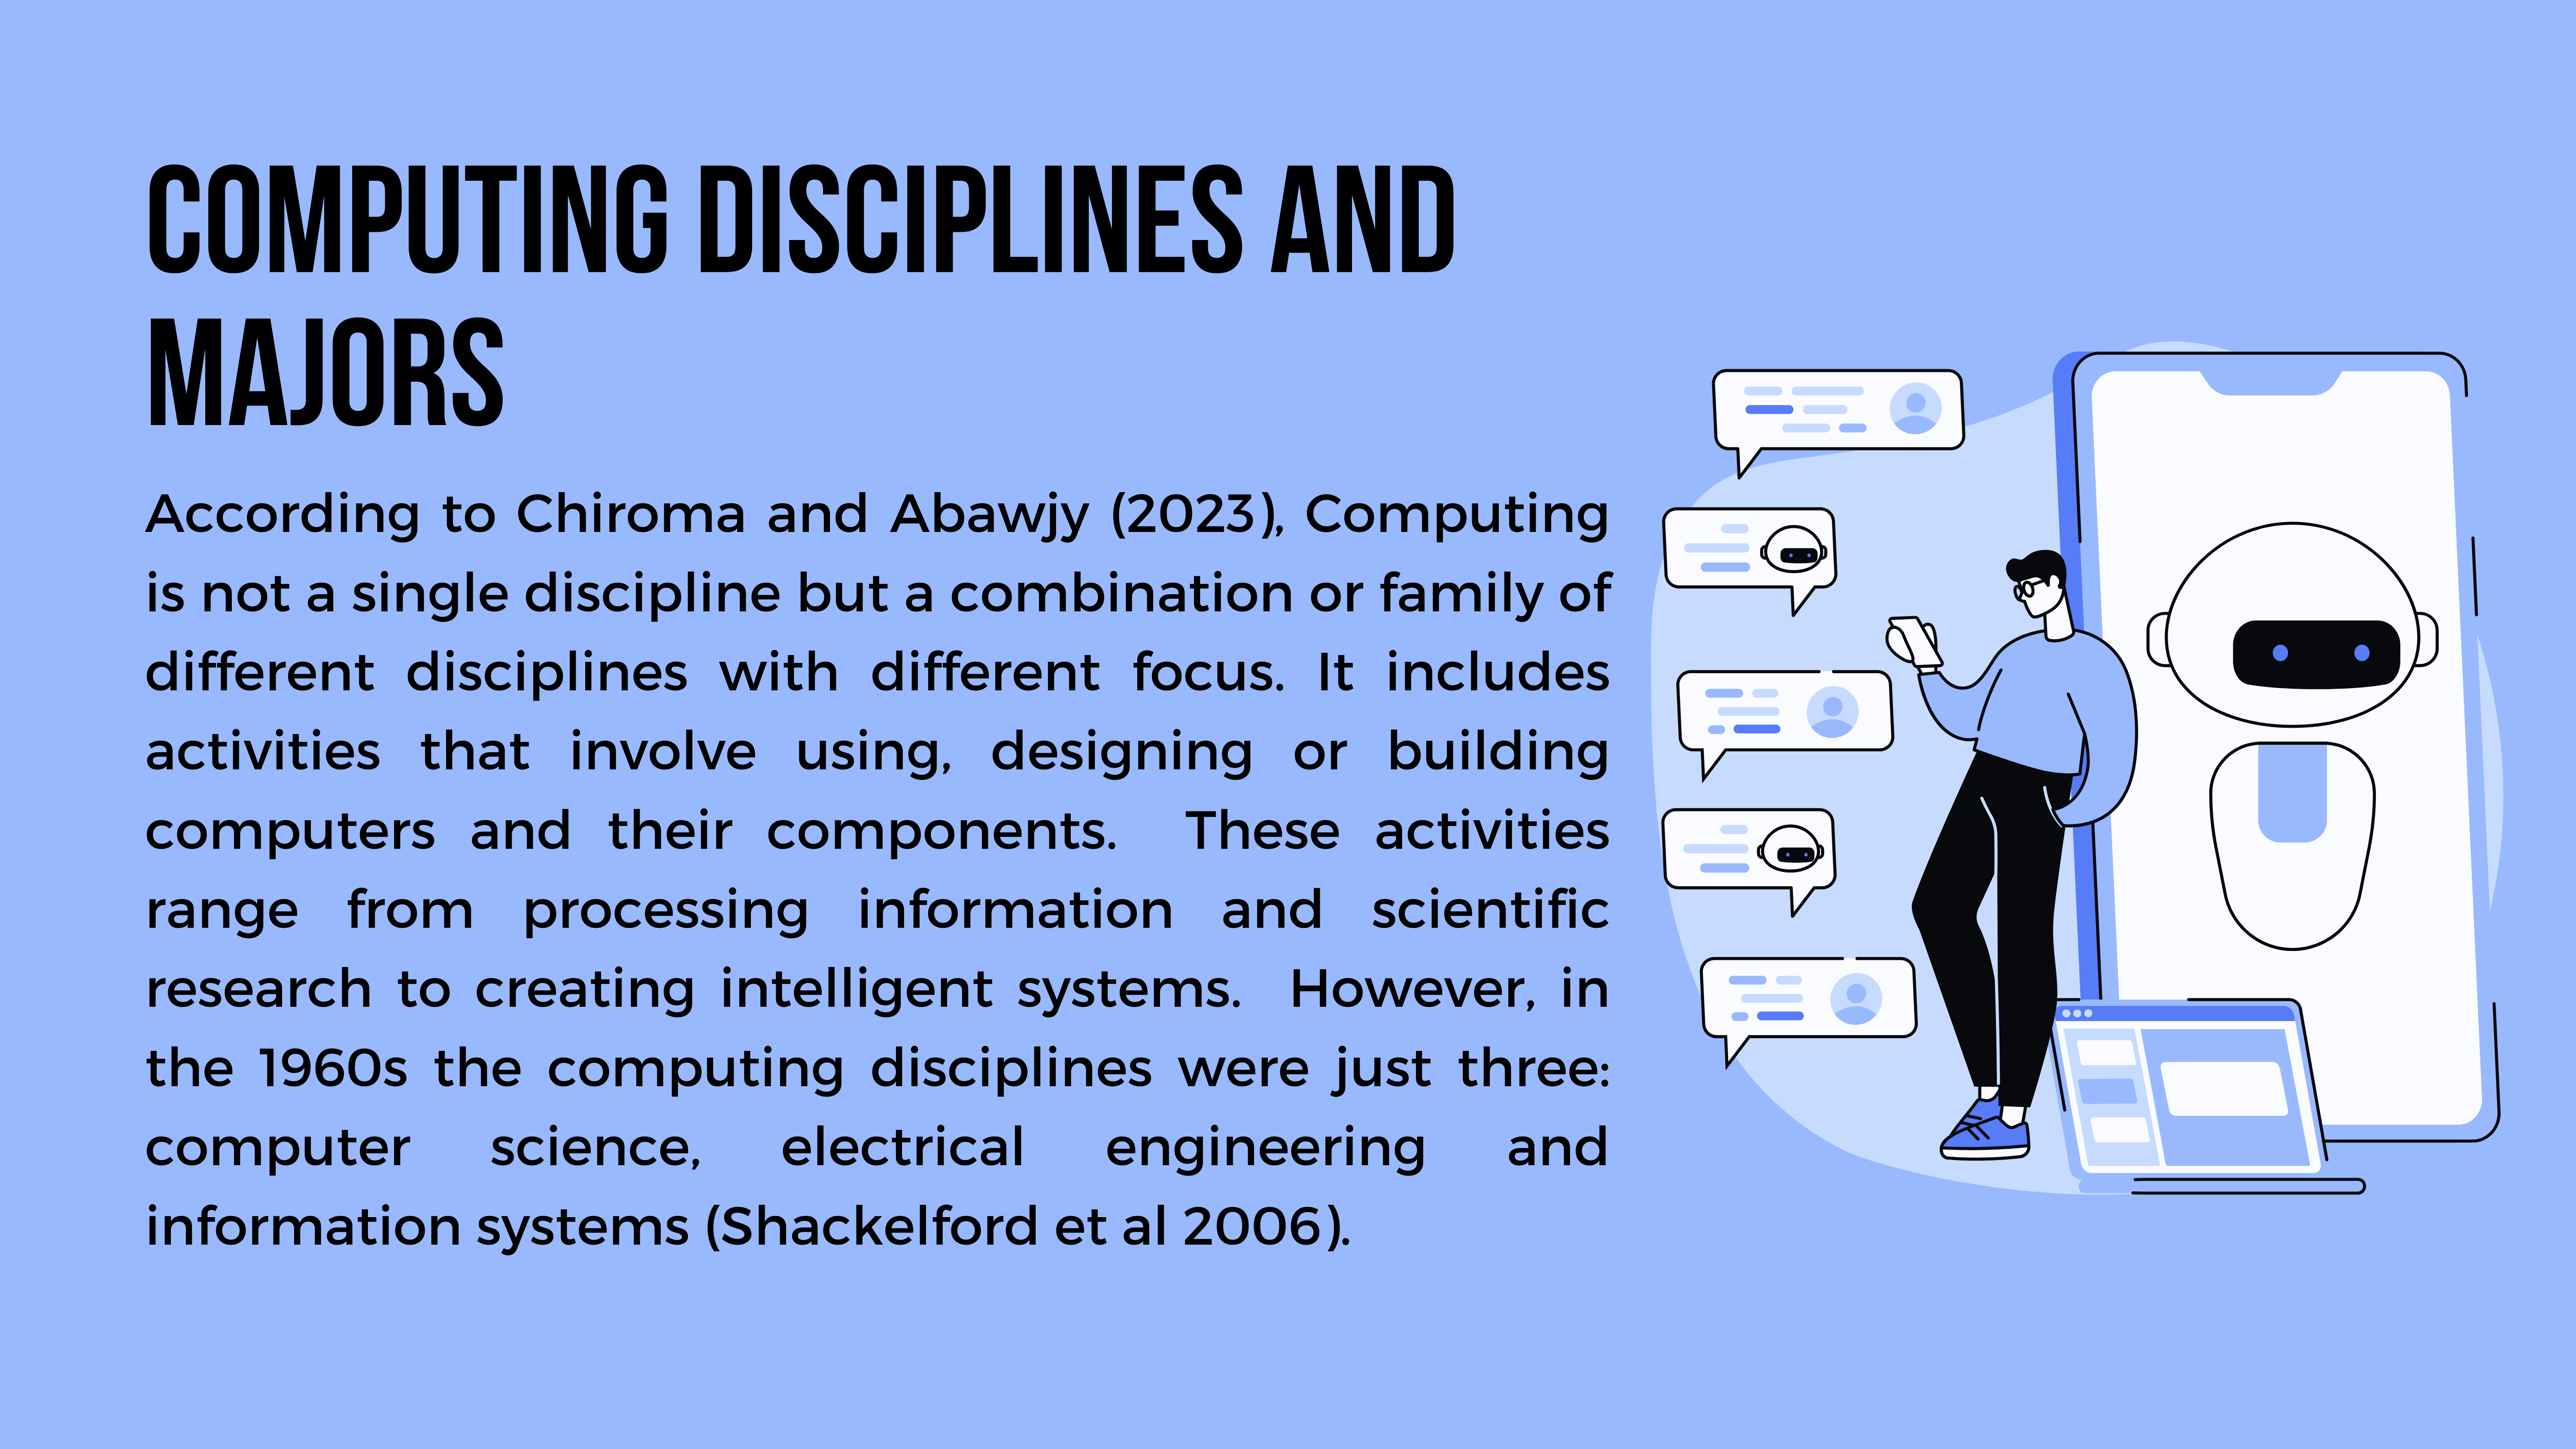 COMPUTING DISCIPLINES AND
MAJORS
According to Chiroma and Abawjy (2023), Computing
is not a single discipline but a combination or family of
different disciplines with different focus. It includes
activities that involve using, designing or building
computers and their components. These activities
range from processing information and scientific
research to creating intelligent systems. However, in
the 1960s the computing disciplines were just three:
computer science, electrical engineering and
information systems (Shackelford et al 2006).